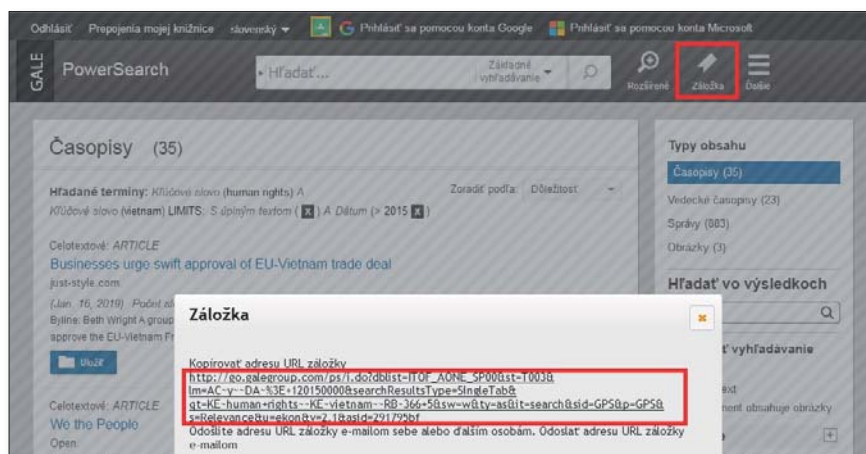 Odhlásiť Prepojenia mojej knižnice slovenský Prihlásiť sa pomocou konta Google Prihlásiť sa pomocou konta Microsoft
GALE
PowerSearch
Hľadať...
Základné
vyhľadávanie
Rozšírené
Záložka
Ďalšie
Časopisy (35)
Hľadané termíny: Kľúčové slovo (human rights) A
Kľúčové slovo (vietnam) LIMITS: S úplným textom ( x ) A Dátum (> 2015 x )
Zoradiť podľa: Dôležitosť
Celotextové: ARTICLE
Businesses urge swift approval of EU-Vietnam trade deal
just-style.com
(Jan. 16, 2019) Počet
Byline: Beth Wright A group
approve the EU-Vietnam
Uložiť
Celotextové: ARTICLE
We the People
Open
Typy obsahu
Časopisy (35)
Vedecké časopisy (23)
Správy (883)
Obrázky (3)
Hľadať vo výsledkoch
vyhľadávanie
obsahuje obrázky
Záložka
Kopírovať adresu URL záložky
http://go.galegroup.com/ps/i.do?dblist=ITOF_AONE_SP00&st=T003&
lm=AC~y~~DA~%3E+120150000&searchResultsType=SingleTab&
qt=KE~human+rights~~KE~vietnam~~RB~366+5&sw=w&ty=as&it=search&sid=GPS&p=GPS&
s=Relevance&u=ekon&v=2.1&asid=291795bf
Odošlite adresu URL záložky e-mailom sebe alebo ďalším osobám. Odoslať adresu URL záložky
e-mailom